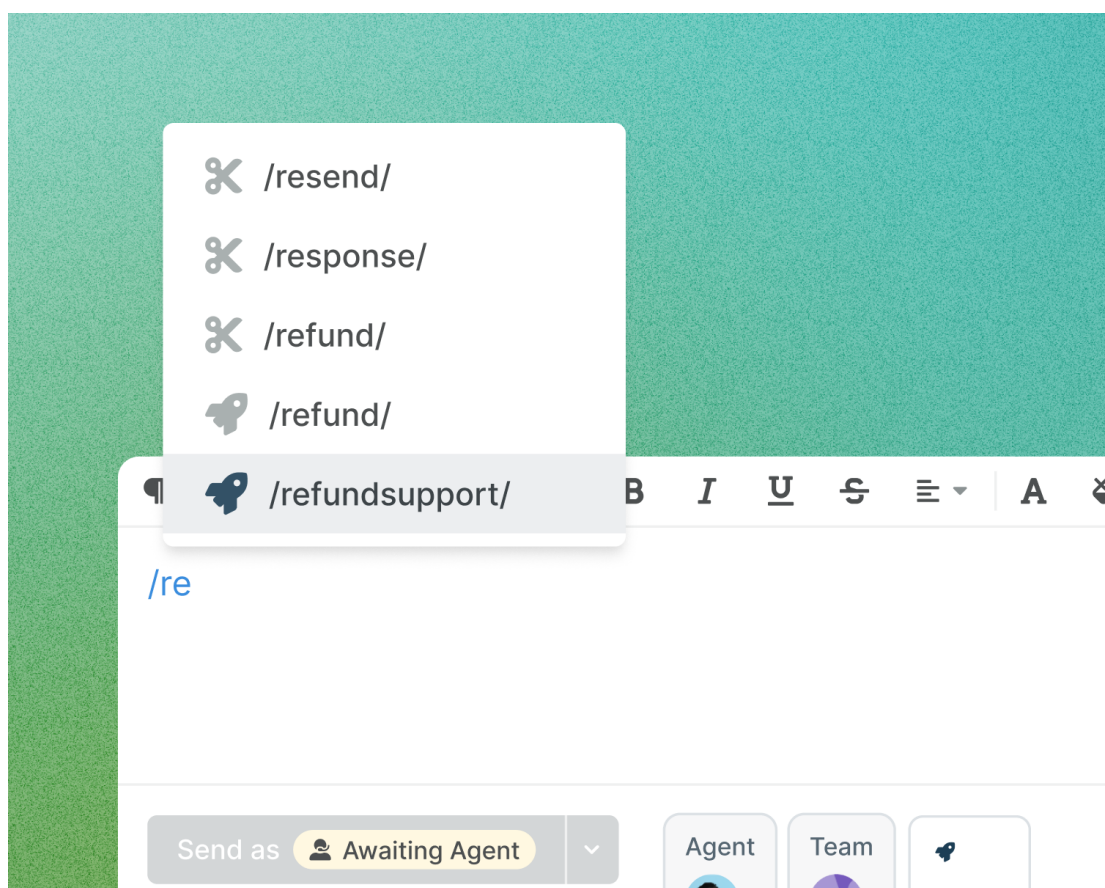 /resend/
/response/
/refund/
/refund/
/refundsupport/
B I U S A
/re
Send as Awaiting Agent
Agent
Team